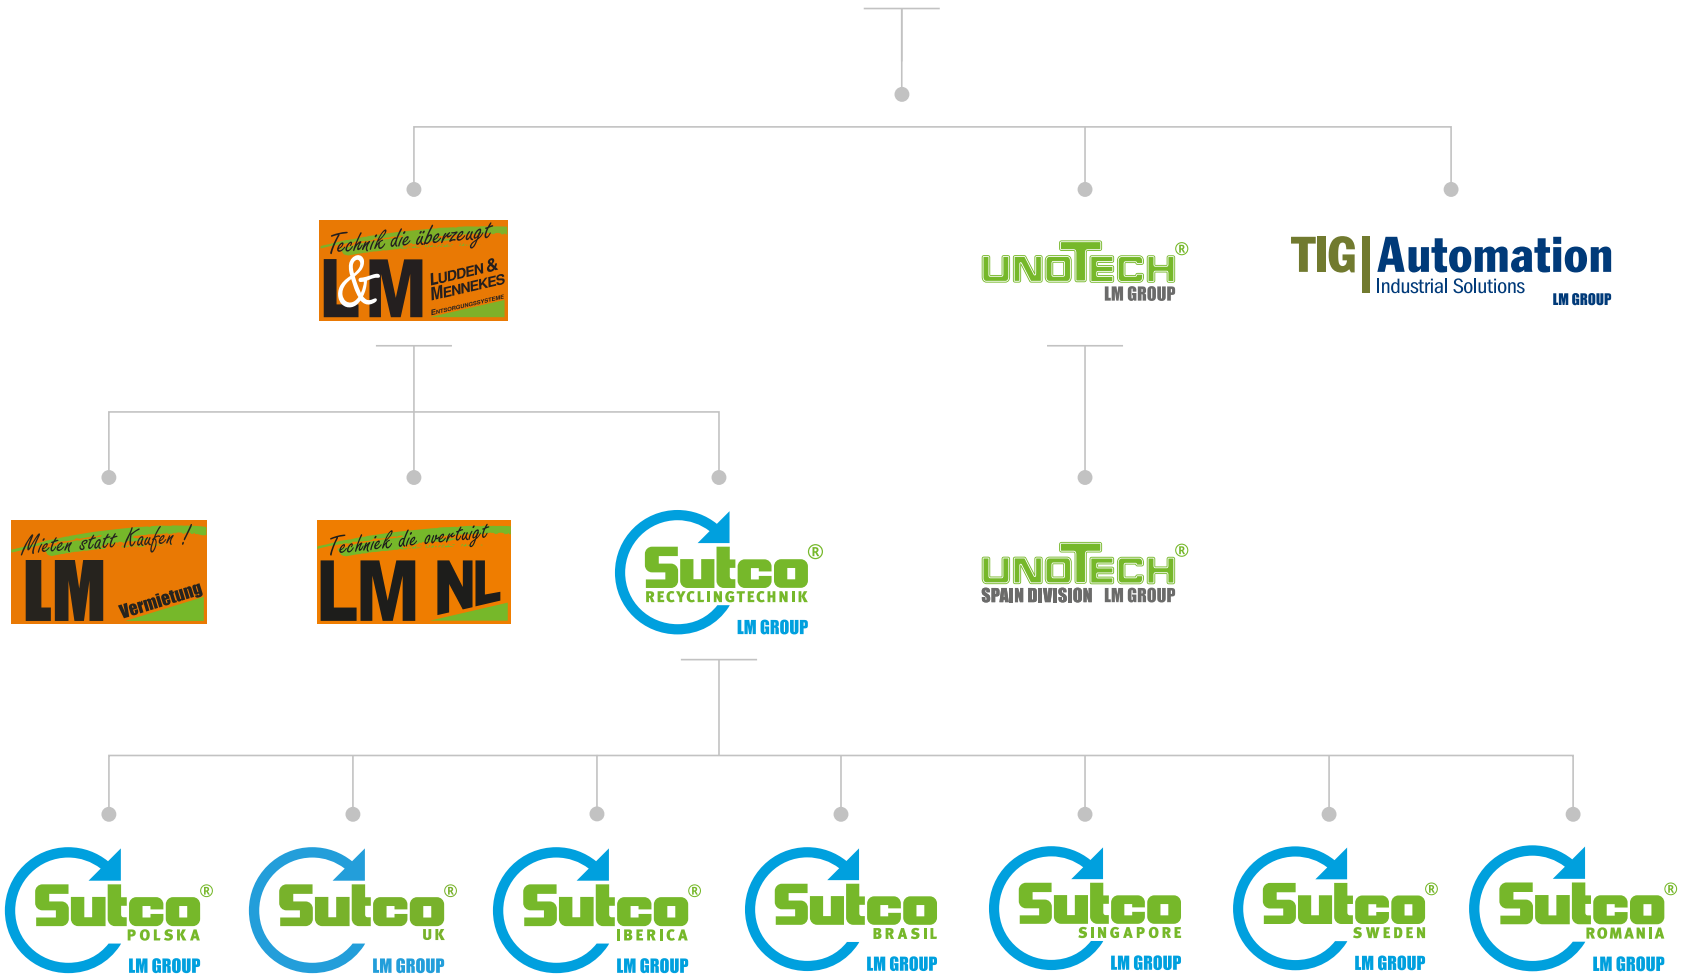 Technik die überzeugt
L&M
LUDDEN &
MENNEKES
ENTSORGUNGSSYSTEME
UNOTECH®
LM GROUP
TIG Automation
Industrial Solutions
LM GROUP
Mieten statt Kaufen !
LM
Vermietung
Techniek die overtuigt
LM NL
Sutco®
RECYCLINGTECHNIK
LM GROUP
UNOTECH®
SPAIN DIVISION LM GROUP
Sutco®
POLSKA
LM GROUP
Sutco®
UK
LM GROUP
Sutco®
IBERICA
LM GROUP
Sutco
BRASIL
LM GROUP
Sutco
SINGAPORE
LM GROUP
Sutco®
SWEDEN
LM GROUP
Sutco®
ROMANIA
LM GROUP